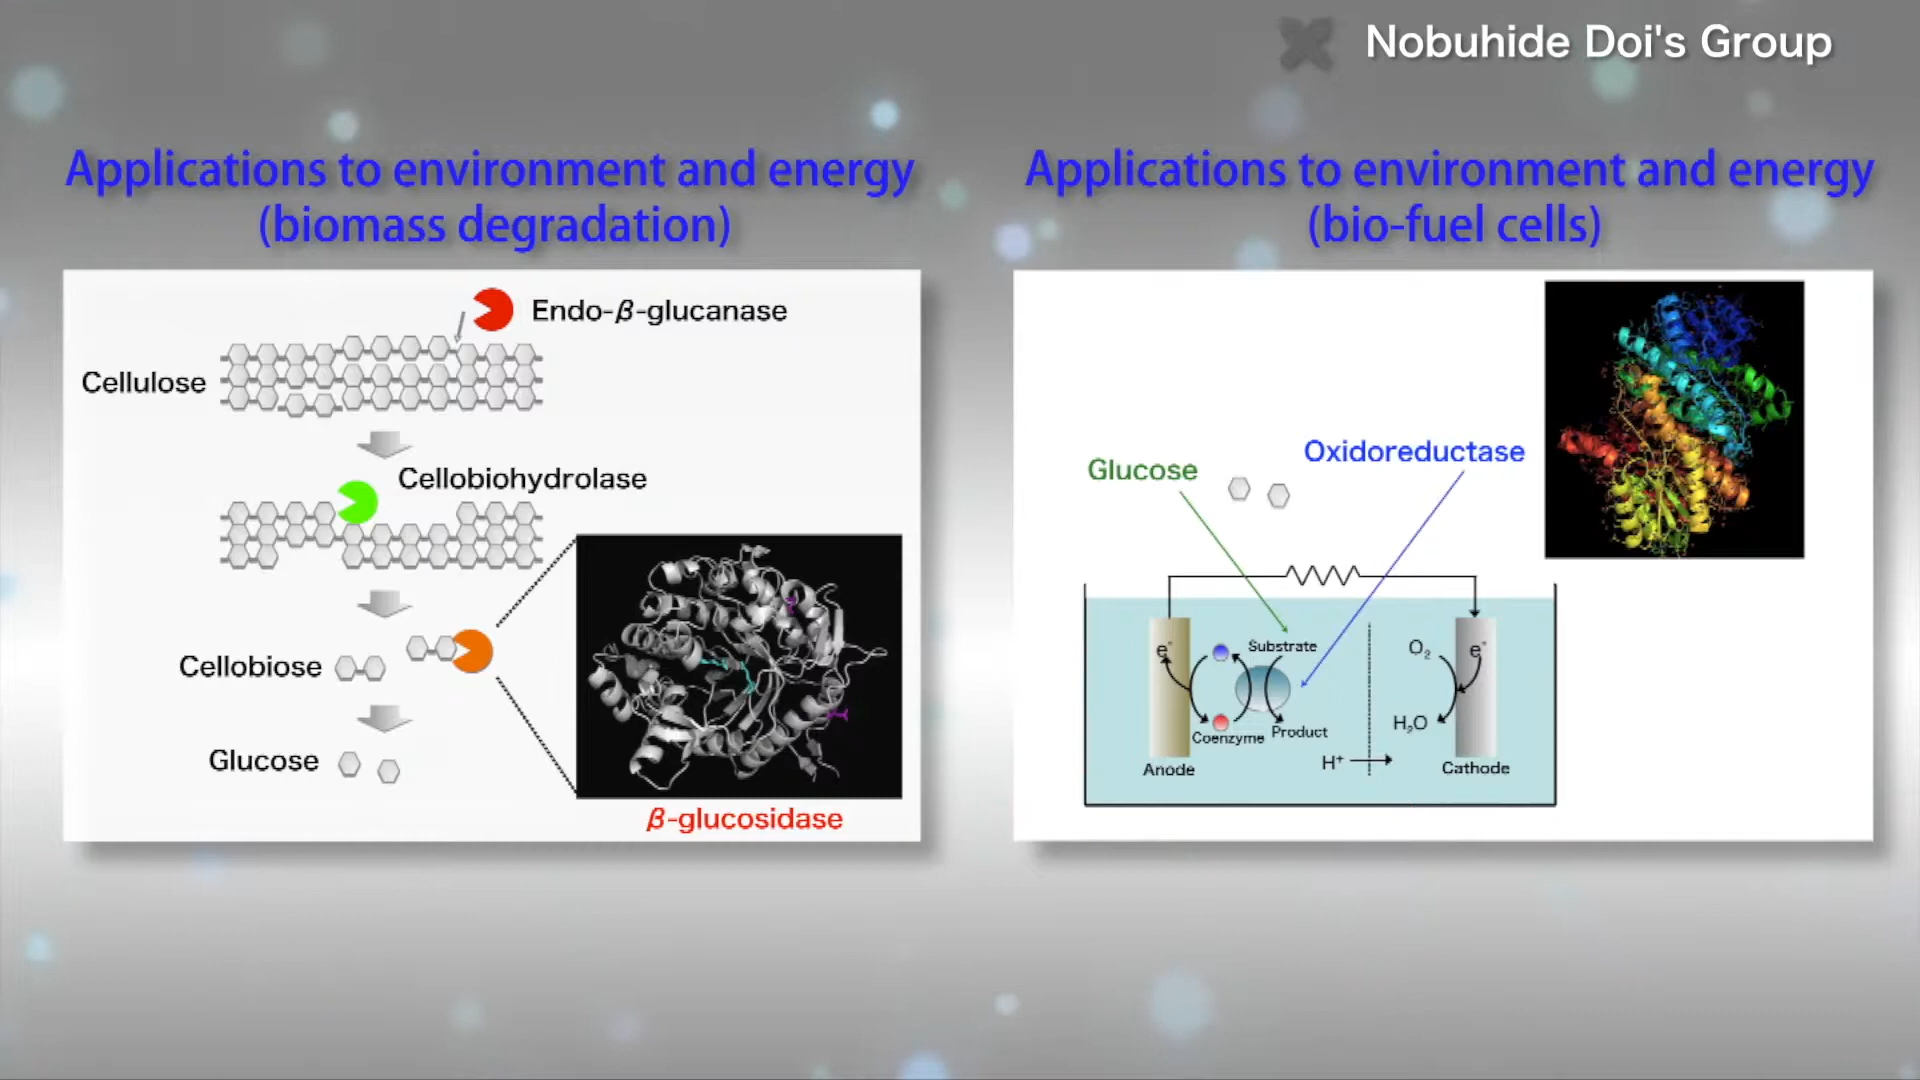 Nobuhide Doi's Group
Applications to environment and energy
(biomass degradation)
Endo-β-glucanase
Cellulose
Cellobiohydrolase
Cellobiose
Glucose
β-glucosidase
Applications to environment and energy
(bio-fuel cells)
Oxidoreductase
Glucose
e⁻
Substrate
O₂
e⁻
H₂O
Coenzyme
Product
H⁺
Anode
Cathode